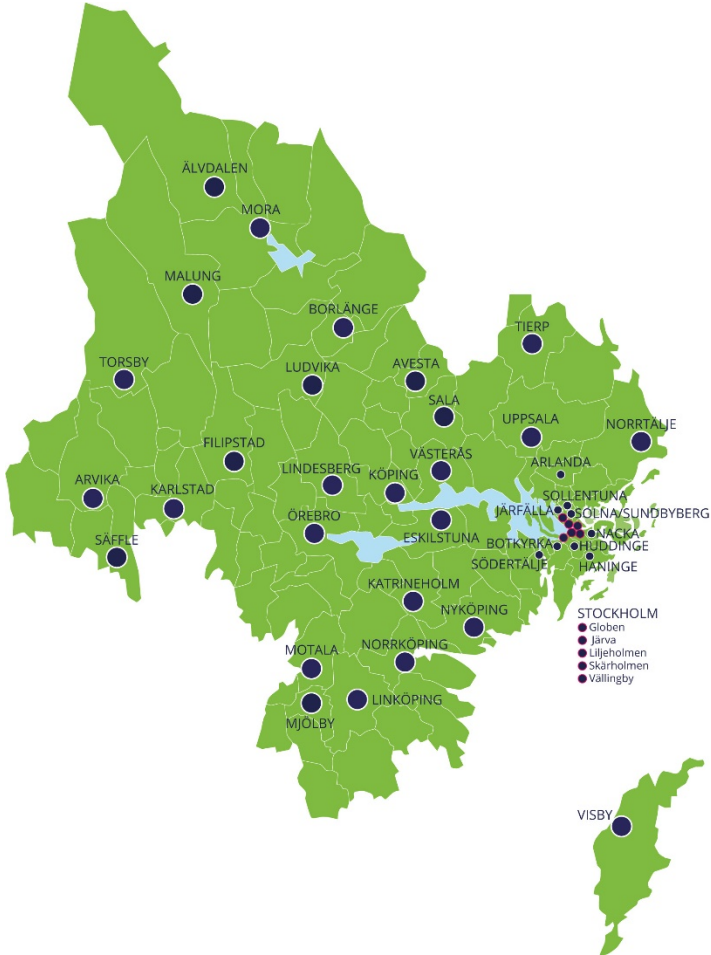 ÄLVDALEN
MORA
MALUNG
BORLÄNGE
TIERP
TORSBY
LUDVIKA
AVESTA
SALA
UPPSALA
NORRTÄLJE
FILIPSTAD
VÄSTERÅS
LINDESBERG
KÖPING
ARLANDA
ARVIKA
KARLSTAD
SOLLENTUNA
JÄRFÄLLA
SOLNA/SUNDBYBERG
ÖREBRO
ESKILSTUNA
NACKA
BOTKYRKA
HUDDINGE
SÄFFLE
SÖDERTÄLJE
HANINGE
KATRINEHOLM
NYKÖPING
STOCKHOLM
Globen
Järva
Liljeholmen
Skärholmen
Vällingby
MOTALA
NORRKÖPING
LINKÖPING
MJÖLBY
VISBY